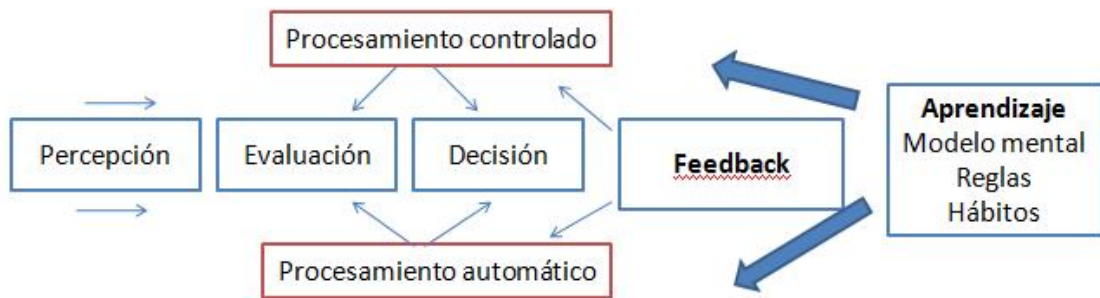 Procesamiento controlado
Percepción
Evaluación
Decisión
Feedback
Aprendizaje
Modelo mental
Reglas
Hábitos
Procesamiento automático